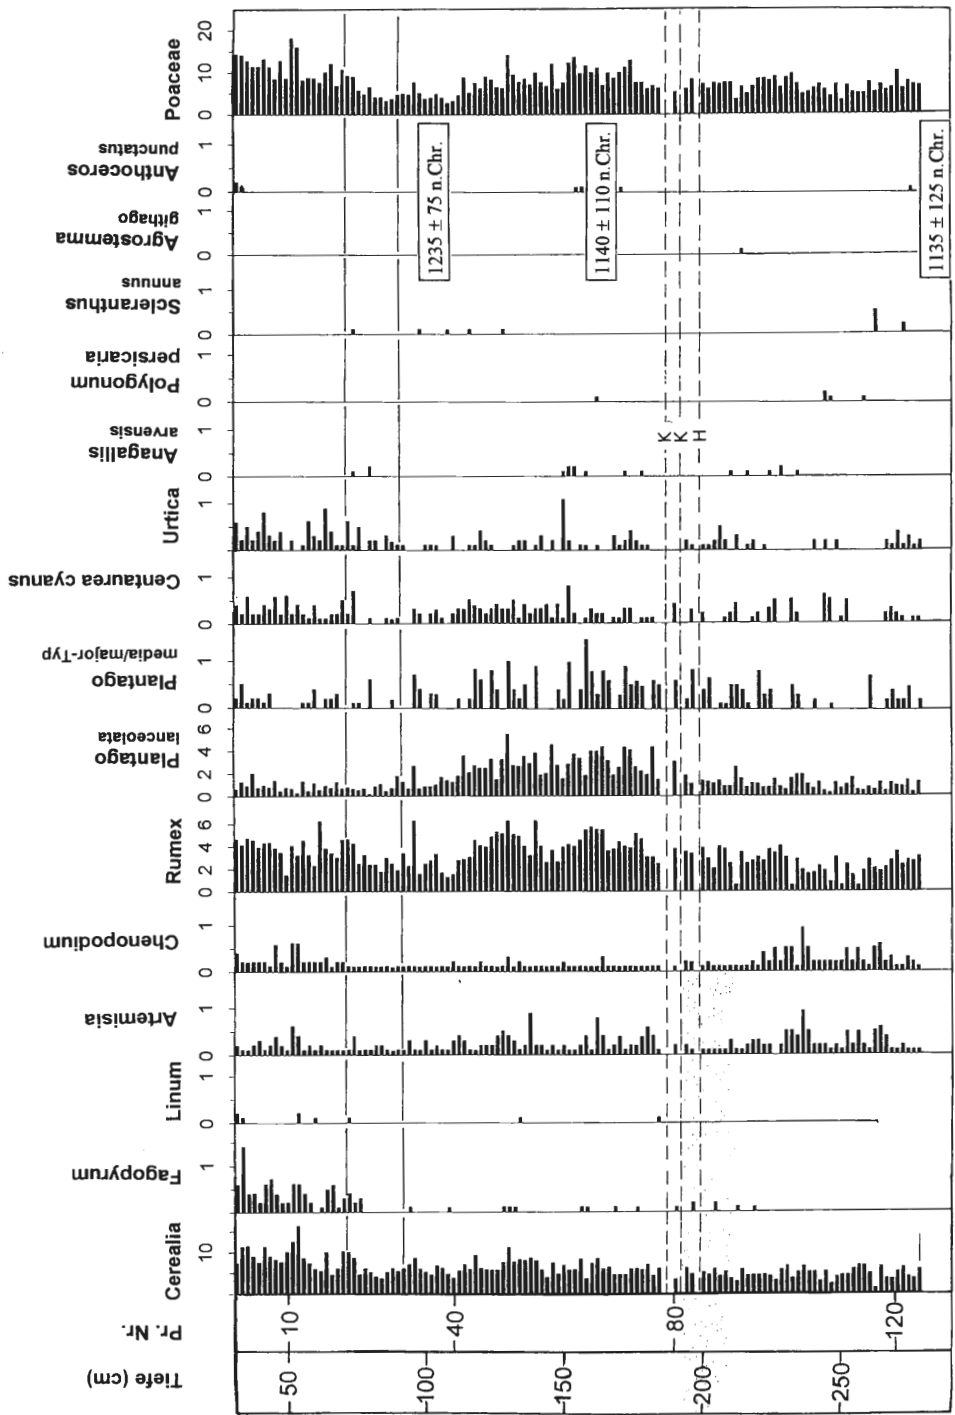 Poaceae
0 10 20
Anthoceros
punctatus
0 1
Agrostemma
githago
0 1
Scleranthus
annuus
0 1
Polygonum
persicaria
0 1
Anagallis
arvensis
0 1
Urtica
0 1
Centaurea cyanus
0 1
Plantago
media/major-Typ
0 1
Plantago
lanceolata
0 2 4 6
Rumex
0 2 4 6
Chenopodium
0 1
Artemisia
0 1
Linum
0 1
Tagopyrum
0 1
Cerealia
0 10
Pr. Nr.
10
40
80
120
Tiefe (cm)
50
100
150
200
250
1235 ± 75 n.Chr.
1140 ± 110 n.Chr.
1135 ± 125 n.Chr.
K
K
H